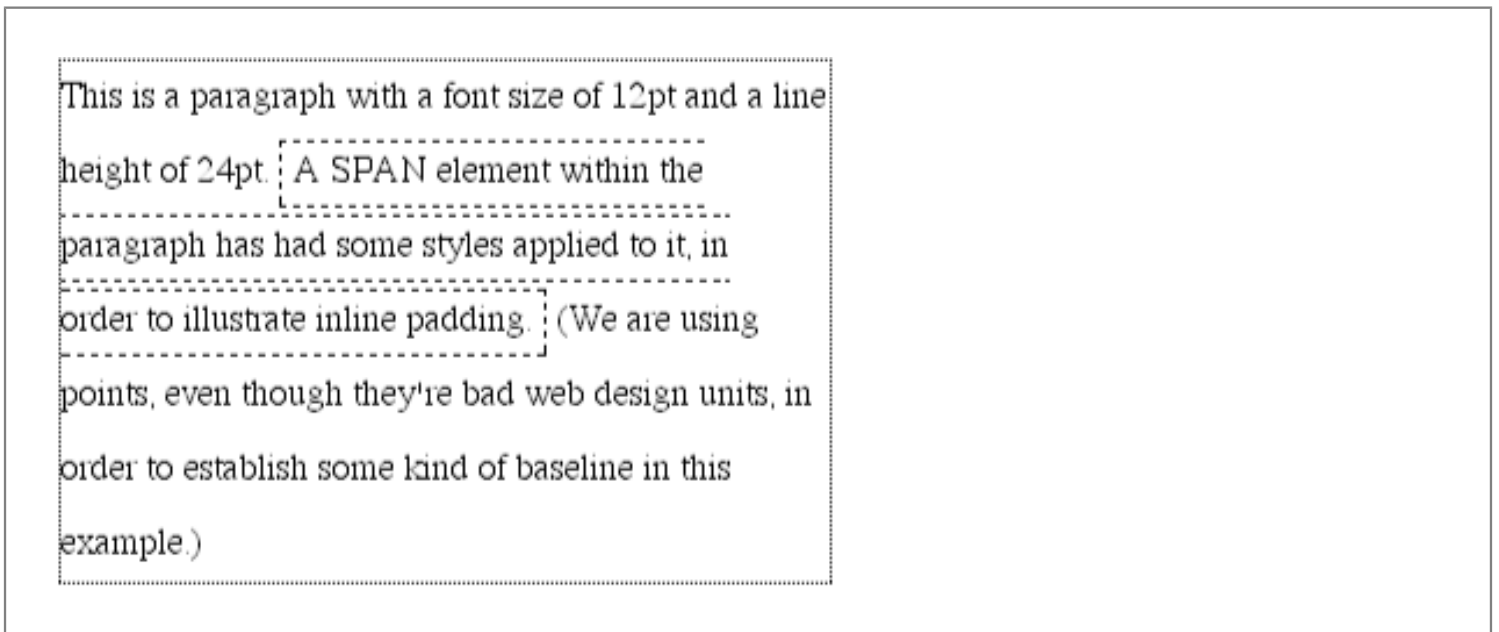 This is a paragraph with a font size of 12pt and a line
height of 24pt. A SPAN element within the
paragraph has had some styles applied to it, in
order to illustrate inline padding. (We are using
points, even though they're bad web design units, in
order to establish some kind of baseline in this
example.)